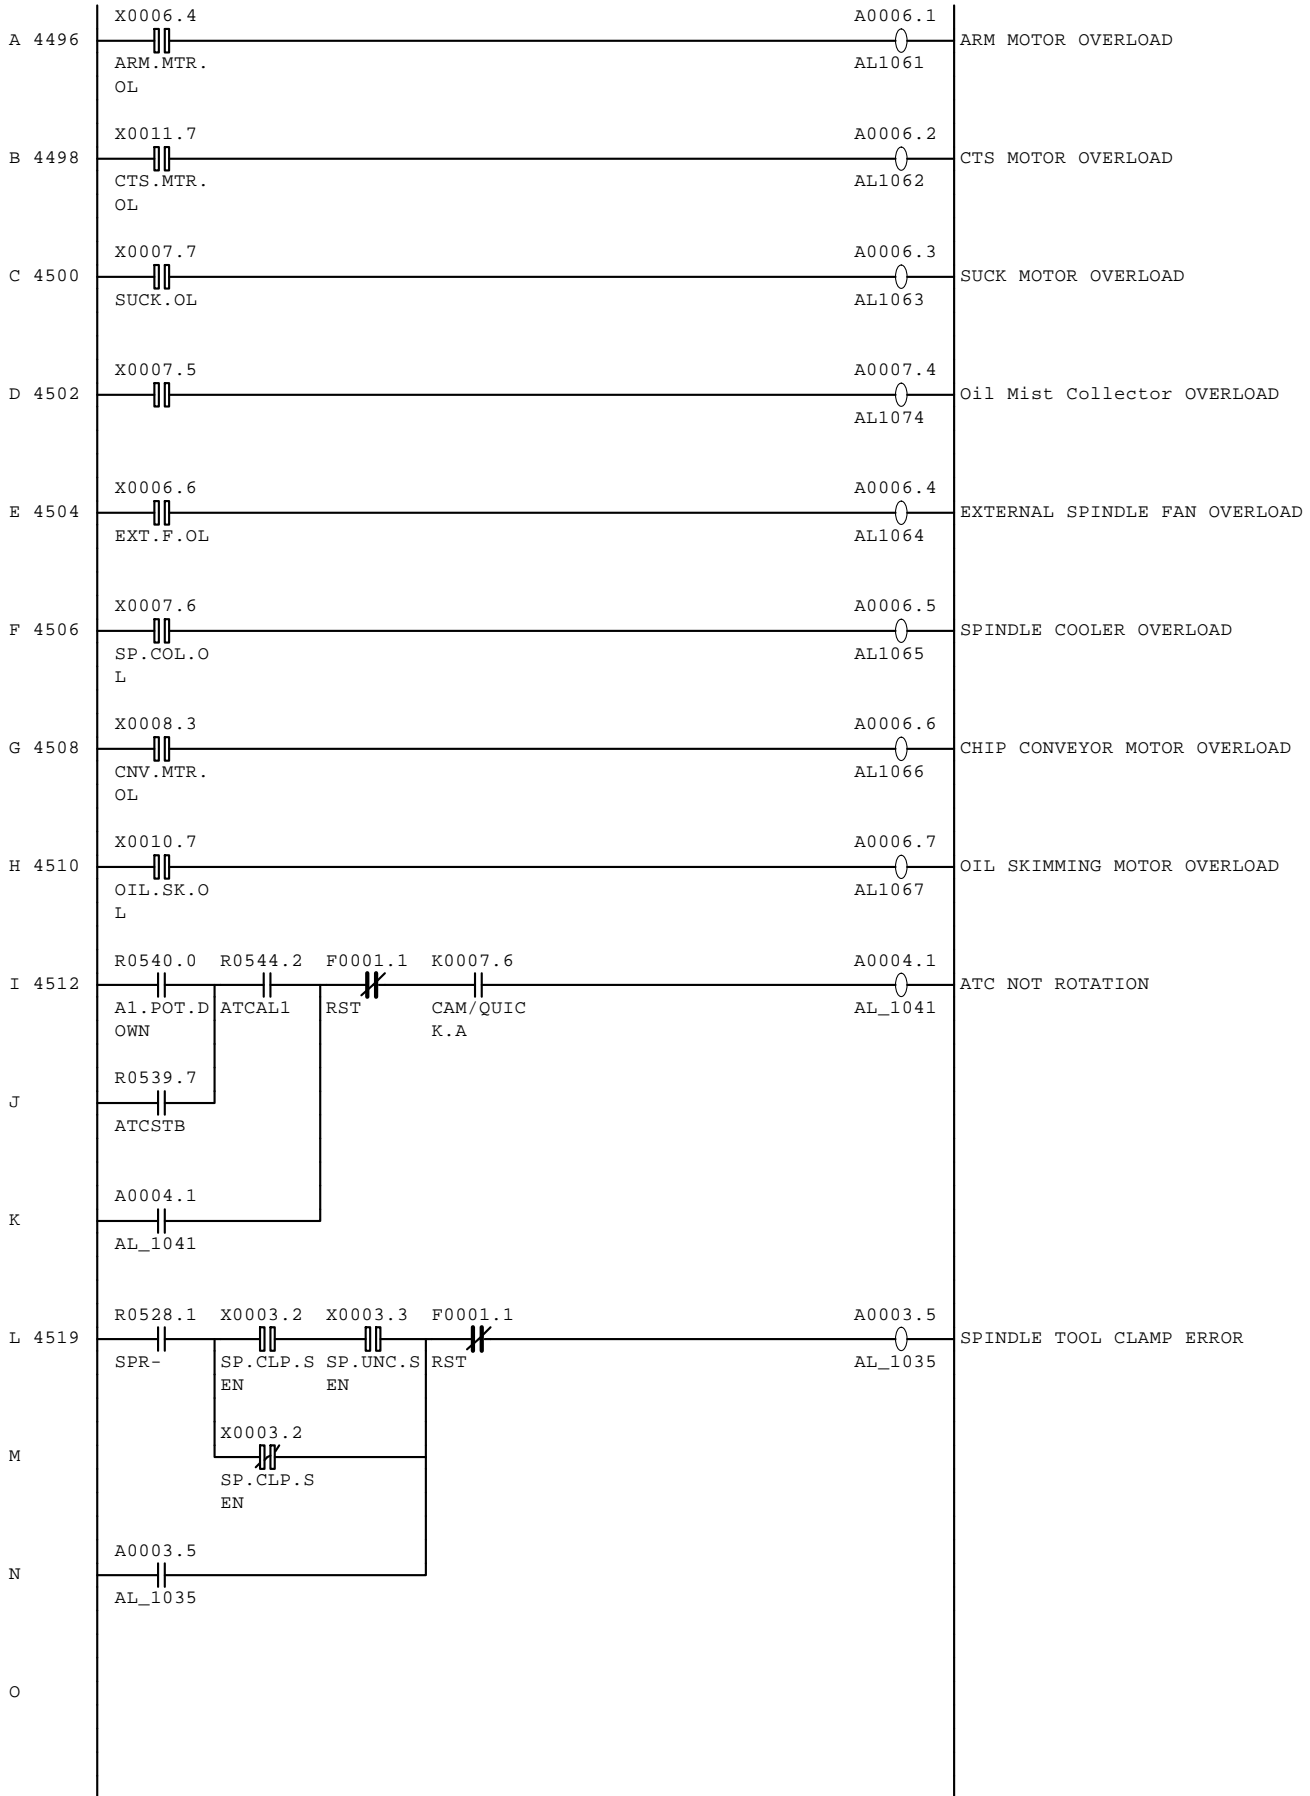 X0006.4 A0006.1
A 4496 ARM MOTOR OVERLOAD
ARM.MTR. AL1061
OL
X0011.7 A0006.2
B 4498 CTS MOTOR OVERLOAD
CTS.MTR. AL1062
OL
X0007.7 A0006.3
C 4500 SUCK MOTOR OVERLOAD
SUCK.OL AL1063
X0007.5 A0007.4
D 4502 Oil Mist Collector OVERLOAD
AL1074
X0006.6 A0006.4
E 4504 EXTERNAL SPINDLE FAN OVERLOAD
EXT.F.OL AL1064
X0007.6 A0006.5
F 4506 SPINDLE COOLER OVERLOAD
SP.COL.O AL1065
L
X0008.3 A0006.6
G 4508 CHIP CONVEYOR MOTOR OVERLOAD
CNV.MTR. AL1066
OL
X0010.7 A0006.7
H 4510 OIL SKIMMING MOTOR OVERLOAD
OIL.SK.O AL1067
L
R0540.0 R0544.2 F0001.1 K0007.6 A0004.1
I 4512 ATC NOT ROTATION
A1.POT.D ATCAL1 RST CAM/QUIC AL_1041
OWN K.A
R0539.7
J
ATCSTB
A0004.1
K
AL_1041
R0528.1 X0003.2 X0003.3 F0001.1 A0003.5
L 4519 SPINDLE TOOL CLAMP ERROR
SPR- SP.CLP.S SP.UNC.S RST AL_1035
EN EN
X0003.2
M
SP.CLP.S
EN
A0003.5
N
AL_1035
O